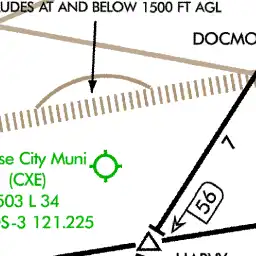 UDES AT AND BELOW 1500 FT AGL
DOCMO
7
se City Muni
(CXE)
503 L 34
S-3 121.225
56